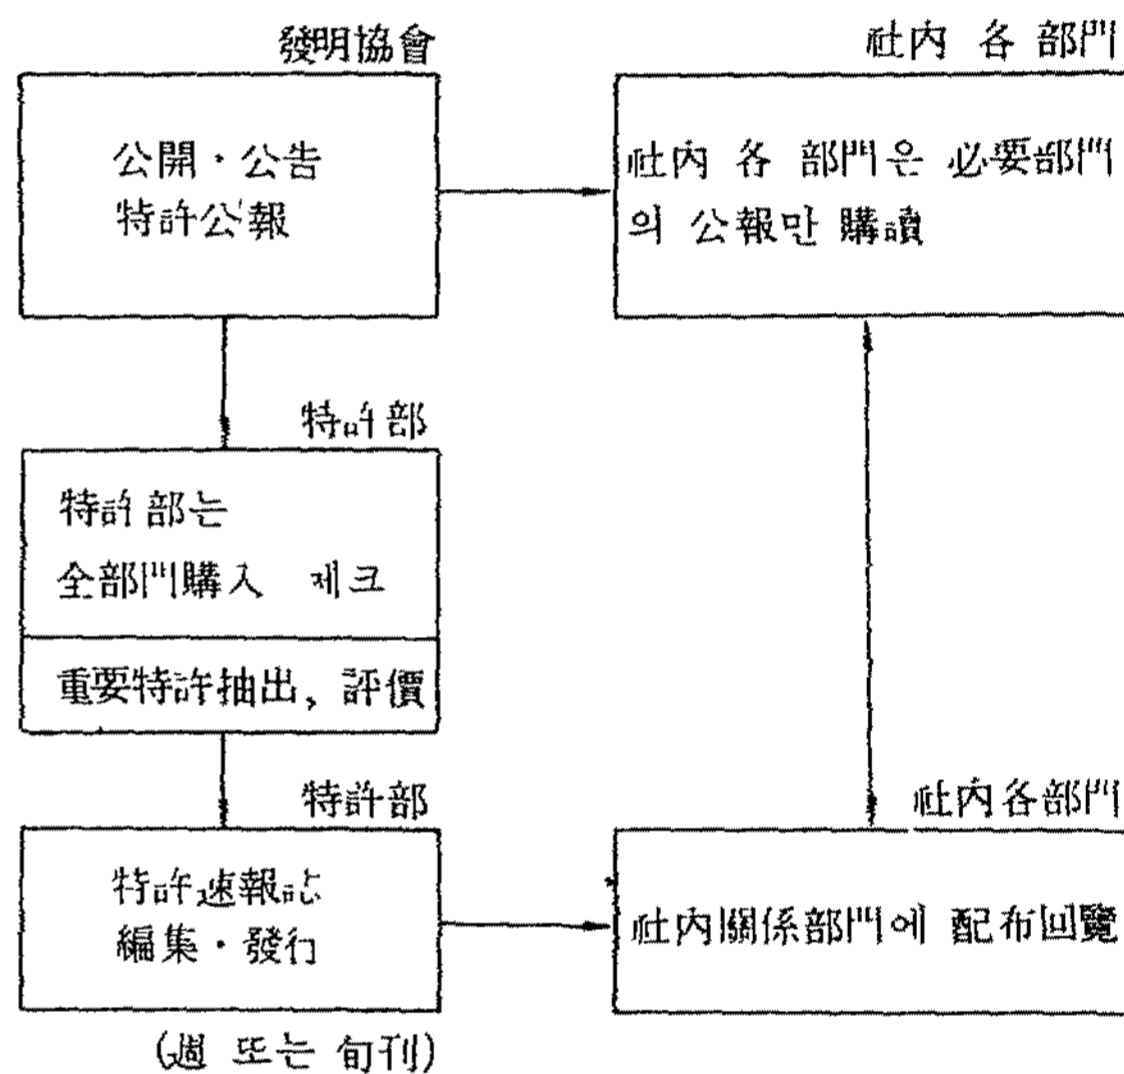 發明協會
公開·公告
特許公報
社内 各 部門
社内 各 部門은 必要部門
의 公報만 購讀
特許部
特許部는
全部門購入 체크
重要特許抽出, 評價
特許部
特許速報誌
編集·發行
(週 또는 旬刊)
社内各部門
社内關係部門에 配布回覽